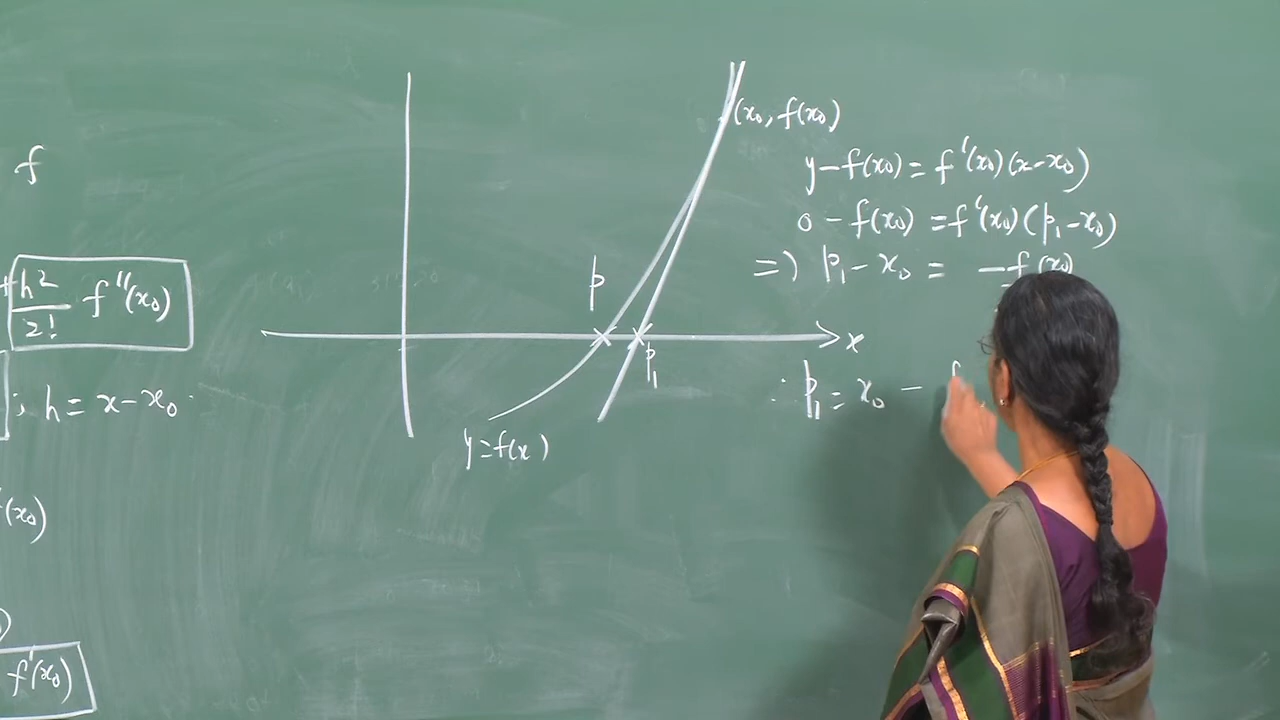 f
+ h²/2! f''(x₀)
; h = x - x₀.
(x₀)
f'(x₀)
(x₀, f(x₀))
p
p₁
x
y = f(x)
y - f(x₀) = f'(x₀)(x - x₀)
0 - f(x₀) = f'(x₀)(p₁ - x₀)
=> p₁ - x₀ = -f(x₀)
∴ p₁ = x₀ - f